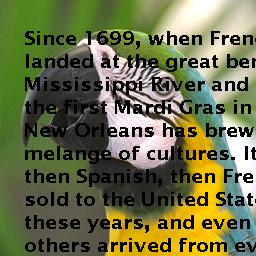 Since 1699, when Fren
landed at the great ben
Mississippi River and
the first Mardi Gras in
New Orleans has brew
melange of cultures. It
then Spanish, then Fre
sold to the United Stat
these years, and even
others arrived from ev